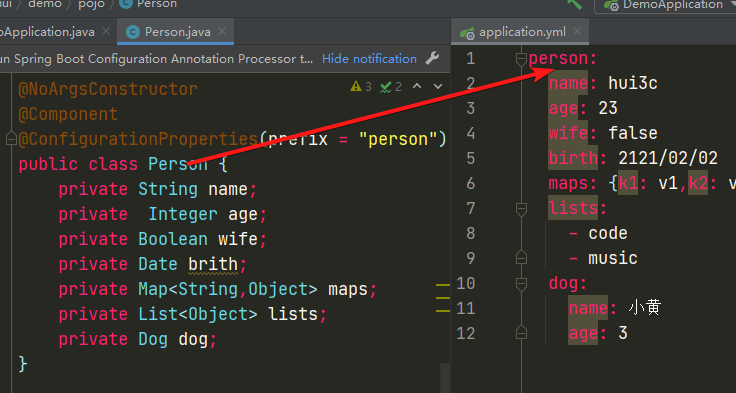 hui
demo
pojo
Person
DemoApplication
Application.java
Person.java
application.yml
un Spring Boot Configuration Annotation Processor t...
Hide notification
3
2
@NoArgsConstructor
@Component
@ConfigurationProperties(prefix = "person")
public class Person {
private String name;
private Integer age;
private Boolean wife;
private Date brith;
private Map<String,Object> maps;
private List<Object> lists;
private Dog dog;
}
1 person:
2 name: hui3c
3 age: 23
4 wife: false
5 birth: 2121/02/02
6 maps: {k1: v1,k2: v
7 lists:
8 - code
9 - music
10 dog:
11 name: 小黄
12 age: 3